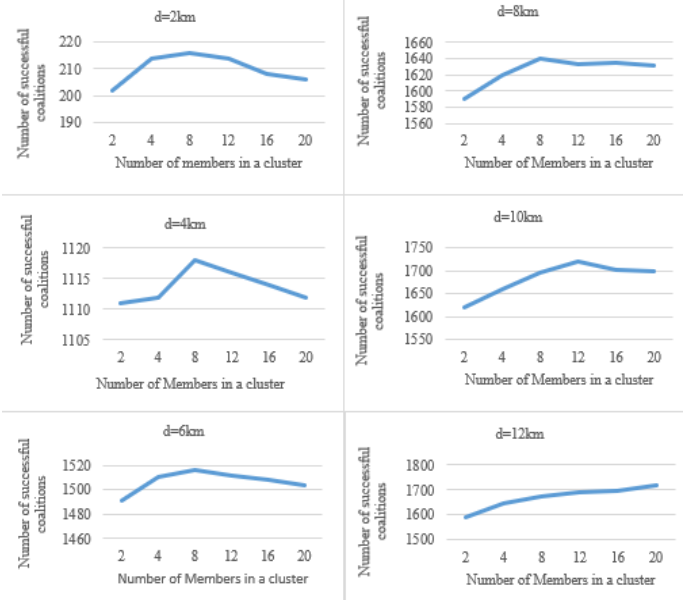 d=2km
Number of successful
coalitions
220
210
200
190
2 4 8 12 16 20
Number of members in a cluster
d=8km
Number of successful
coalitions
1660
1640
1620
1600
1580
1560
2 4 8 12 16 20
Number of Members in a cluster
d=4km
Number of successful
coalitions
1120
1115
1110
1105
2 4 8 12 16 20
Number of Members in a cluster
d=10km
Number of successful
coalitions
1750
1700
1650
1600
1550
2 4 8 12 16 20
Number of Members in a cluster
d=6km
Number of successful
coalitions
1520
1500
1480
1460
2 4 8 12 16 20
Number of Members in a cluster
d=12km
Number of successful
coalitions
1800
1700
1600
1500
2 4 8 12 16 20
Number of Members in a cluster